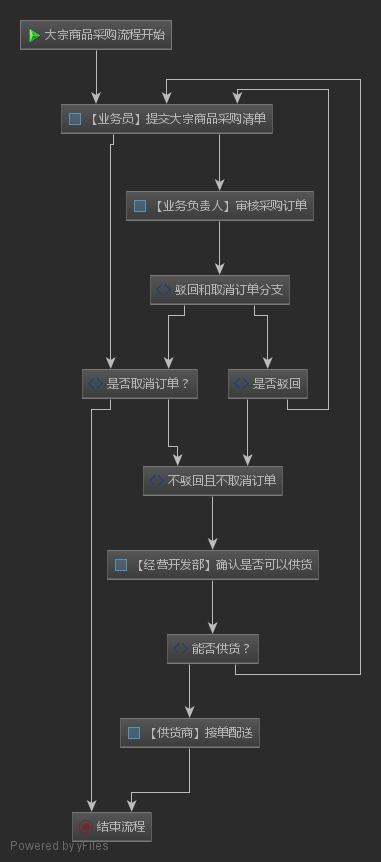 大宗商品采购流程开始
【业务员】提交大宗商品采购清单
【业务负责人】审核采购订单
驳回和取消订单分支
是否取消订单？
是否驳回
不驳回且不取消订单
【经营开发部】确认是否可以供货
能否供货？
【供货商】接单配送
结束流程
Powered by yFiles